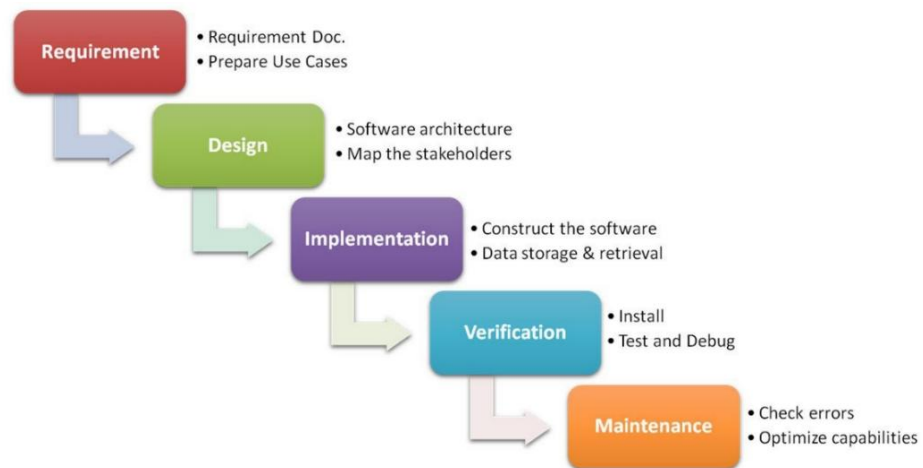 Requirement
• Requirement Doc.
• Prepare Use Cases
Design
• Software architecture
• Map the stakeholders
Implementation
• Construct the software
• Data storage & retrieval
Verification
• Install
• Test and Debug
Maintenance
• Check errors
• Optimize capabilities